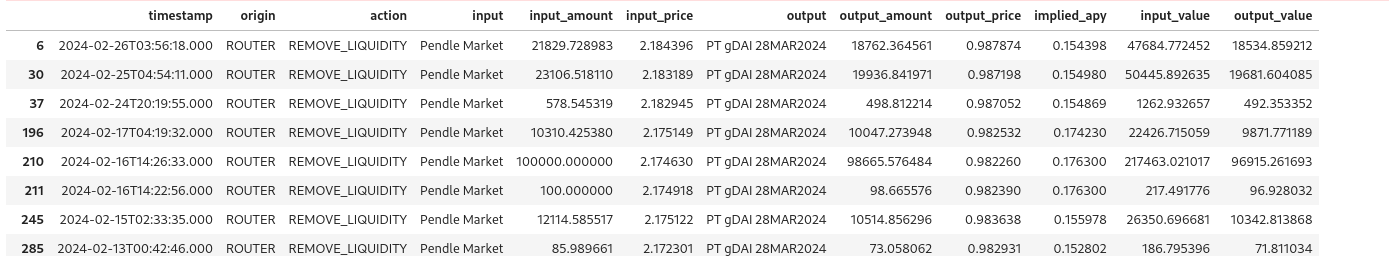 timestamp origin action input input_amount input_price output output_amount output_price implied_apy input_value output_value
6 2024-02-26T03:56:18.000 ROUTER REMOVE_LIQUIDITY Pendle Market 21829.728983 2.184396 PT gDAI 28MAR2024 18762.364561 0.987874 0.154398 47684.772452 18534.859212
30 2024-02-25T04:54:11.000 ROUTER REMOVE_LIQUIDITY Pendle Market 23106.518110 2.183189 PT gDAI 28MAR2024 19936.841971 0.987198 0.154980 50445.892635 19681.604085
37 2024-02-24T20:19:55.000 ROUTER REMOVE_LIQUIDITY Pendle Market 578.545319 2.182945 PT gDAI 28MAR2024 498.812214 0.987052 0.154869 1262.932657 492.353352
196 2024-02-17T04:19:32.000 ROUTER REMOVE_LIQUIDITY Pendle Market 10310.425380 2.175149 PT gDAI 28MAR2024 10047.273948 0.982532 0.174230 22426.715059 9871.771189
210 2024-02-16T14:26:33.000 ROUTER REMOVE_LIQUIDITY Pendle Market 100000.000000 2.174630 PT gDAI 28MAR2024 98665.576484 0.982260 0.176300 217463.021017 96915.261693
211 2024-02-16T14:22:56.000 ROUTER REMOVE_LIQUIDITY Pendle Market 100.000000 2.174918 PT gDAI 28MAR2024 98.665576 0.982390 0.176300 217.491776 96.928032
245 2024-02-15T02:33:35.000 ROUTER REMOVE_LIQUIDITY Pendle Market 12114.585517 2.175122 PT gDAI 28MAR2024 10514.856296 0.983638 0.155978 26350.696681 10342.813868
285 2024-02-13T00:42:46.000 ROUTER REMOVE_LIQUIDITY Pendle Market 85.989661 2.172301 PT gDAI 28MAR2024 73.058062 0.982931 0.152802 186.795396 71.811034